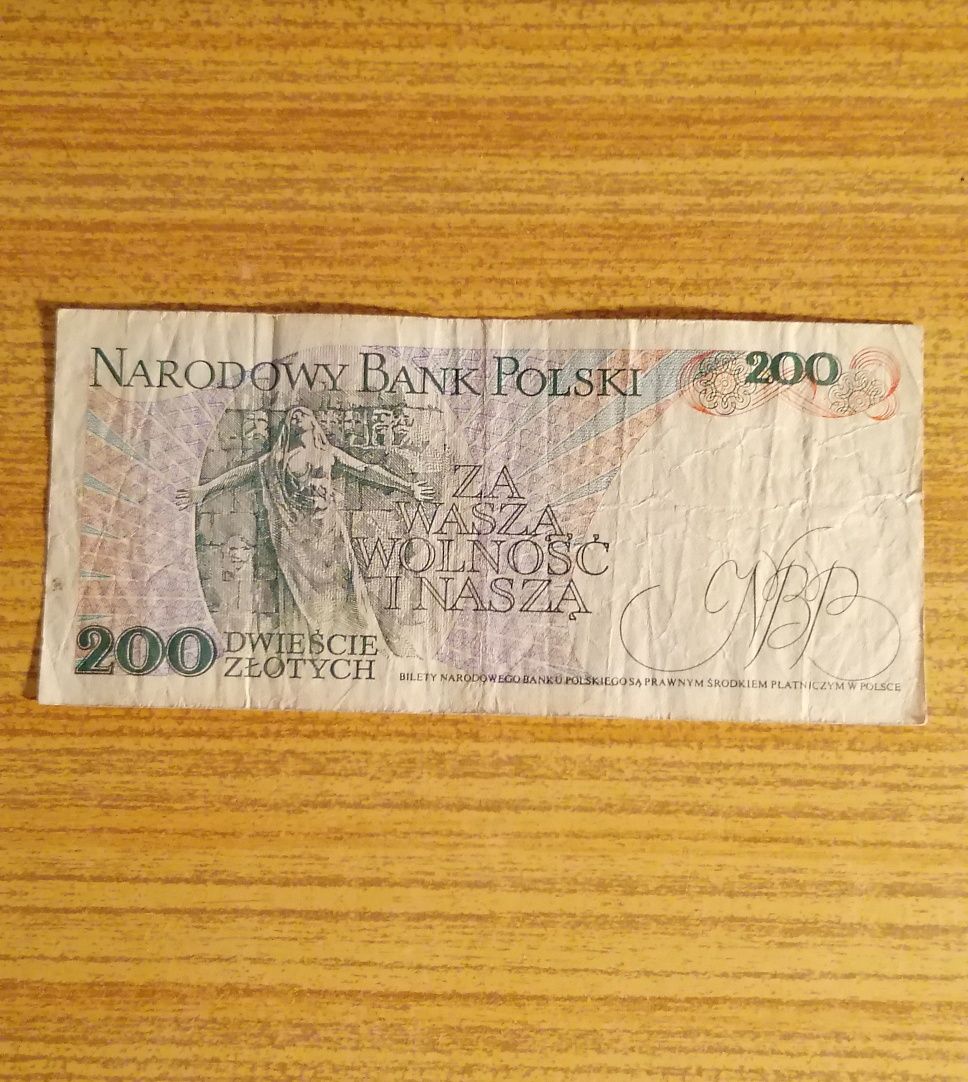 NARODOWY BANK POLSKI 200
ZA
WASZĄ
WOLNOŚĆ
I NASZĄ
NBP
200 DWIEŚCIE
ZŁOTYCH
BILETY NARODOWEGO BANKU POLSKIEGO SĄ PRAWNYM ŚRODKIEM PŁATNICZYM W POLSCE